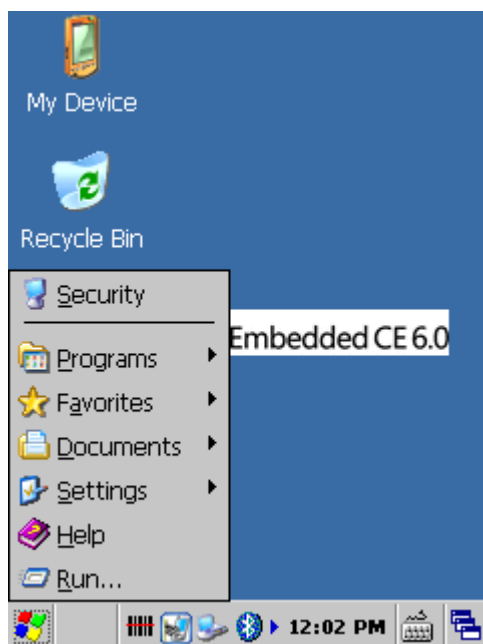 My Device
Recycle Bin
Security
Embedded CE 6.0
Programs
Favorites
Documents
Settings
Help
Run...
12:02 PM